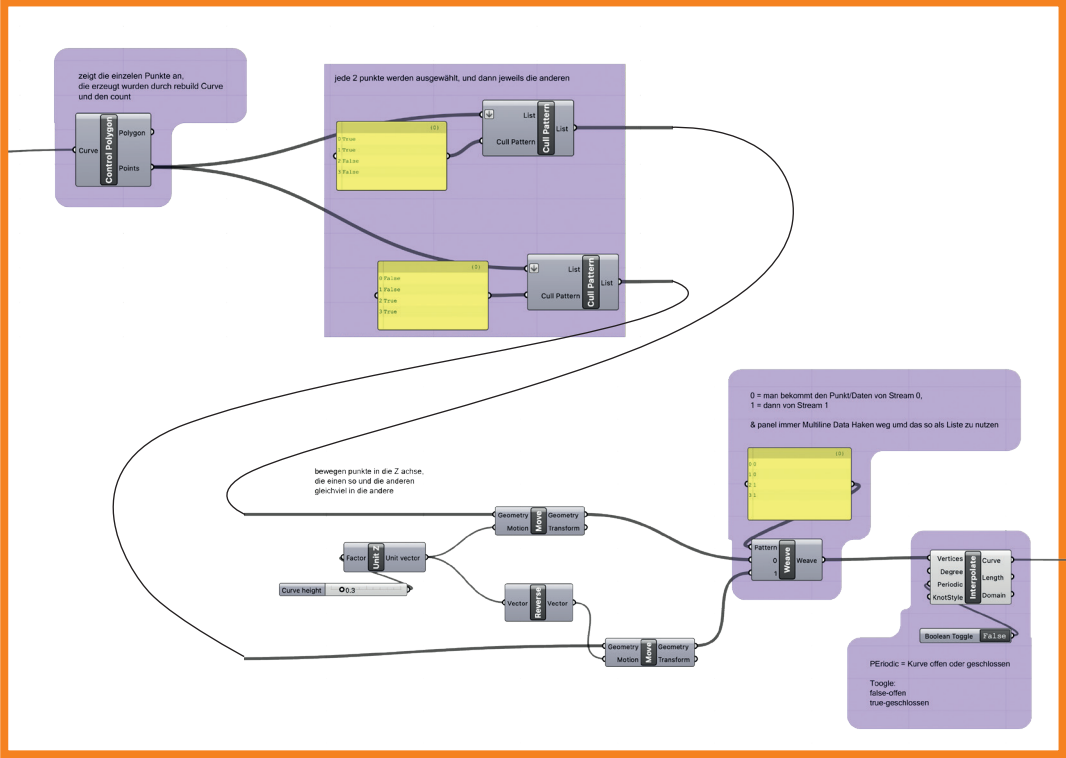 zeigt die einzelen Punkte an,
die erzeugt wurden durch rebuild Curve
und den count
Control Polygon
Curve
Polygon
Points
jede 2 punkte werden ausgewählt, und dann jeweils die anderen
{0}
0 True
1 True
2 False
3 False
List
Cull Pattern
Cull Pattern
List
{0}
0 False
1 False
2 True
3 True
List
Cull Pattern
Cull Pattern
List
0 = man bekommt den Punkt/Daten von Stream 0,
1 = dann von Stream 1
& panel immer Multiline Data Haken weg umd das so als Liste zu nutzen
{0}
0 0
1 0
2 1
3 1
Pattern
0
1
Weave
Weave
bewegen punkte in die Z achse,
die einen so und die anderen
gleichviel in die andere
Geometry
Motion
Move
Geometry
Transform
Factor
Unit Z
Unit vector
Curve height
0.3
Vector
Reverse
Vector
Geometry
Motion
Move
Geometry
Transform
Vertices
Degree
Periodic
KnotStyle
Interpolate
Curve
Length
Domain
Boolean Toggle
False
PEriodic = Kurve offen oder geschlossen
Toogle:
false-offen
true-geschlossen